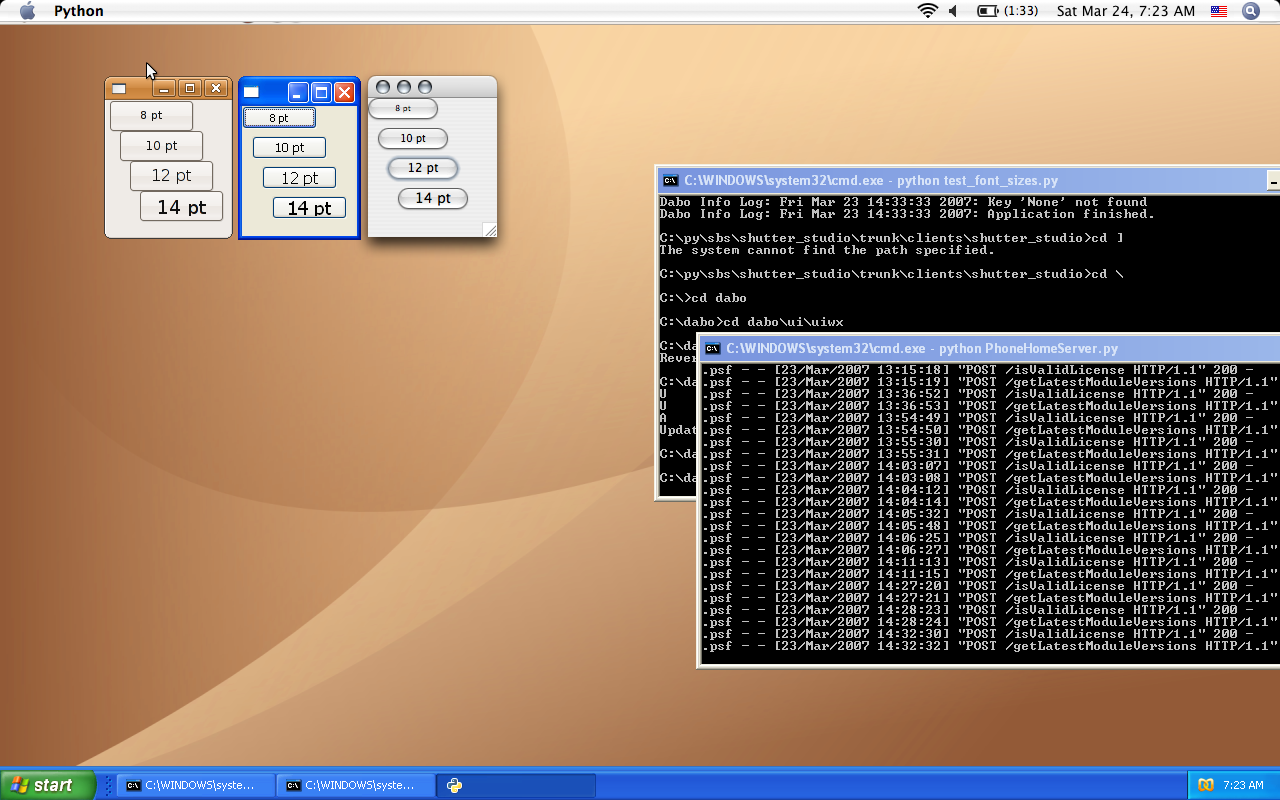 Python
(1:33) Sat Mar 24, 7:23 AM
8 pt
10 pt
12 pt
14 pt
8 pt
10 pt
12 pt
14 pt
8 pt
10 pt
12 pt
14 pt
C:\WINDOWS\system32\cmd.exe - python test_font_sizes.py
Dabo Info Log: Fri Mar 23 14:33:33 2007: Key 'None' not found
Dabo Info Log: Fri Mar 23 14:33:33 2007: Application finished.
C:\py\sbs\shutter_studio\trunk\clients\shutter_studio>cd ]
The system cannot find the path specified.
C:\py\sbs\shutter_studio\trunk\clients\shutter_studio>cd \
C:\>cd dabo
C:\dabo>cd dabo\ui\uiwx
C:\da
Rever
C:\da
U
U
A
Updat
C:\da
C:\da
C:\WINDOWS\system32\cmd.exe - python PhoneHomeServer.py
.psf - - [23/Mar/2007 13:15:18] "POST /isValidLicense HTTP/1.1" 200 -
.psf - - [23/Mar/2007 13:15:19] "POST /getLatestModuleVersions HTTP/1.1"
.psf - - [23/Mar/2007 13:36:52] "POST /isValidLicense HTTP/1.1" 200 -
.psf - - [23/Mar/2007 13:36:53] "POST /getLatestModuleVersions HTTP/1.1"
.psf - - [23/Mar/2007 13:54:49] "POST /isValidLicense HTTP/1.1" 200 -
.psf - - [23/Mar/2007 13:54:50] "POST /getLatestModuleVersions HTTP/1.1"
.psf - - [23/Mar/2007 13:55:30] "POST /isValidLicense HTTP/1.1" 200 -
.psf - - [23/Mar/2007 13:55:31] "POST /getLatestModuleVersions HTTP/1.1"
.psf - - [23/Mar/2007 14:03:07] "POST /isValidLicense HTTP/1.1" 200 -
.psf - - [23/Mar/2007 14:03:08] "POST /getLatestModuleVersions HTTP/1.1"
.psf - - [23/Mar/2007 14:04:12] "POST /isValidLicense HTTP/1.1" 200 -
.psf - - [23/Mar/2007 14:04:14] "POST /getLatestModuleVersions HTTP/1.1"
.psf - - [23/Mar/2007 14:05:32] "POST /isValidLicense HTTP/1.1" 200 -
.psf - - [23/Mar/2007 14:05:48] "POST /getLatestModuleVersions HTTP/1.1"
.psf - - [23/Mar/2007 14:06:25] "POST /isValidLicense HTTP/1.1" 200 -
.psf - - [23/Mar/2007 14:06:27] "POST /getLatestModuleVersions HTTP/1.1"
.psf - - [23/Mar/2007 14:11:13] "POST /isValidLicense HTTP/1.1" 200 -
.psf - - [23/Mar/2007 14:11:15] "POST /getLatestModuleVersions HTTP/1.1"
.psf - - [23/Mar/2007 14:27:20] "POST /isValidLicense HTTP/1.1" 200 -
.psf - - [23/Mar/2007 14:27:21] "POST /getLatestModuleVersions HTTP/1.1"
.psf - - [23/Mar/2007 14:28:23] "POST /isValidLicense HTTP/1.1" 200 -
.psf - - [23/Mar/2007 14:28:24] "POST /getLatestModuleVersions HTTP/1.1"
.psf - - [23/Mar/2007 14:32:30] "POST /isValidLicense HTTP/1.1" 200 -
.psf - - [23/Mar/2007 14:32:32] "POST /getLatestModuleVersions HTTP/1.1"
start
C:\WINDOWS\syste...
C:\WINDOWS\syste...
7:23 AM